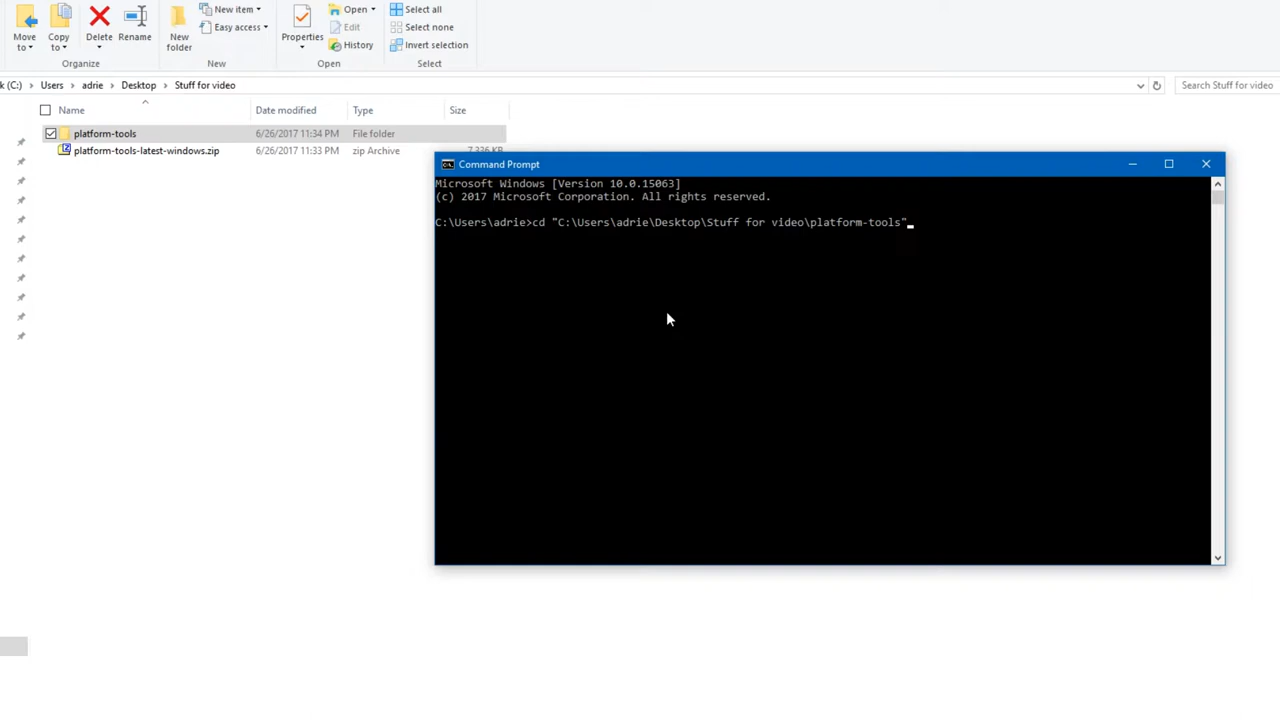 New item
Open
Select all
Easy access
Edit
Select none
Move to
Copy to
Delete
Rename
New folder
Properties
History
Invert selection
Organize
New
Open
Select
k (C:) > Users > adrie > Desktop > Stuff for video
Search Stuff for video
Name
Date modified
Type
Size
platform-tools
6/26/2017 11:34 PM
File folder
platform-tools-latest-windows.zip
6/26/2017 11:33 PM
zip Archive
7,336 KB
Command Prompt
Microsoft Windows [Version 10.0.15063]
(c) 2017 Microsoft Corporation. All rights reserved.
C:\Users\adrie>cd "C:\Users\adrie\Desktop\Stuff for video\platform-tools"